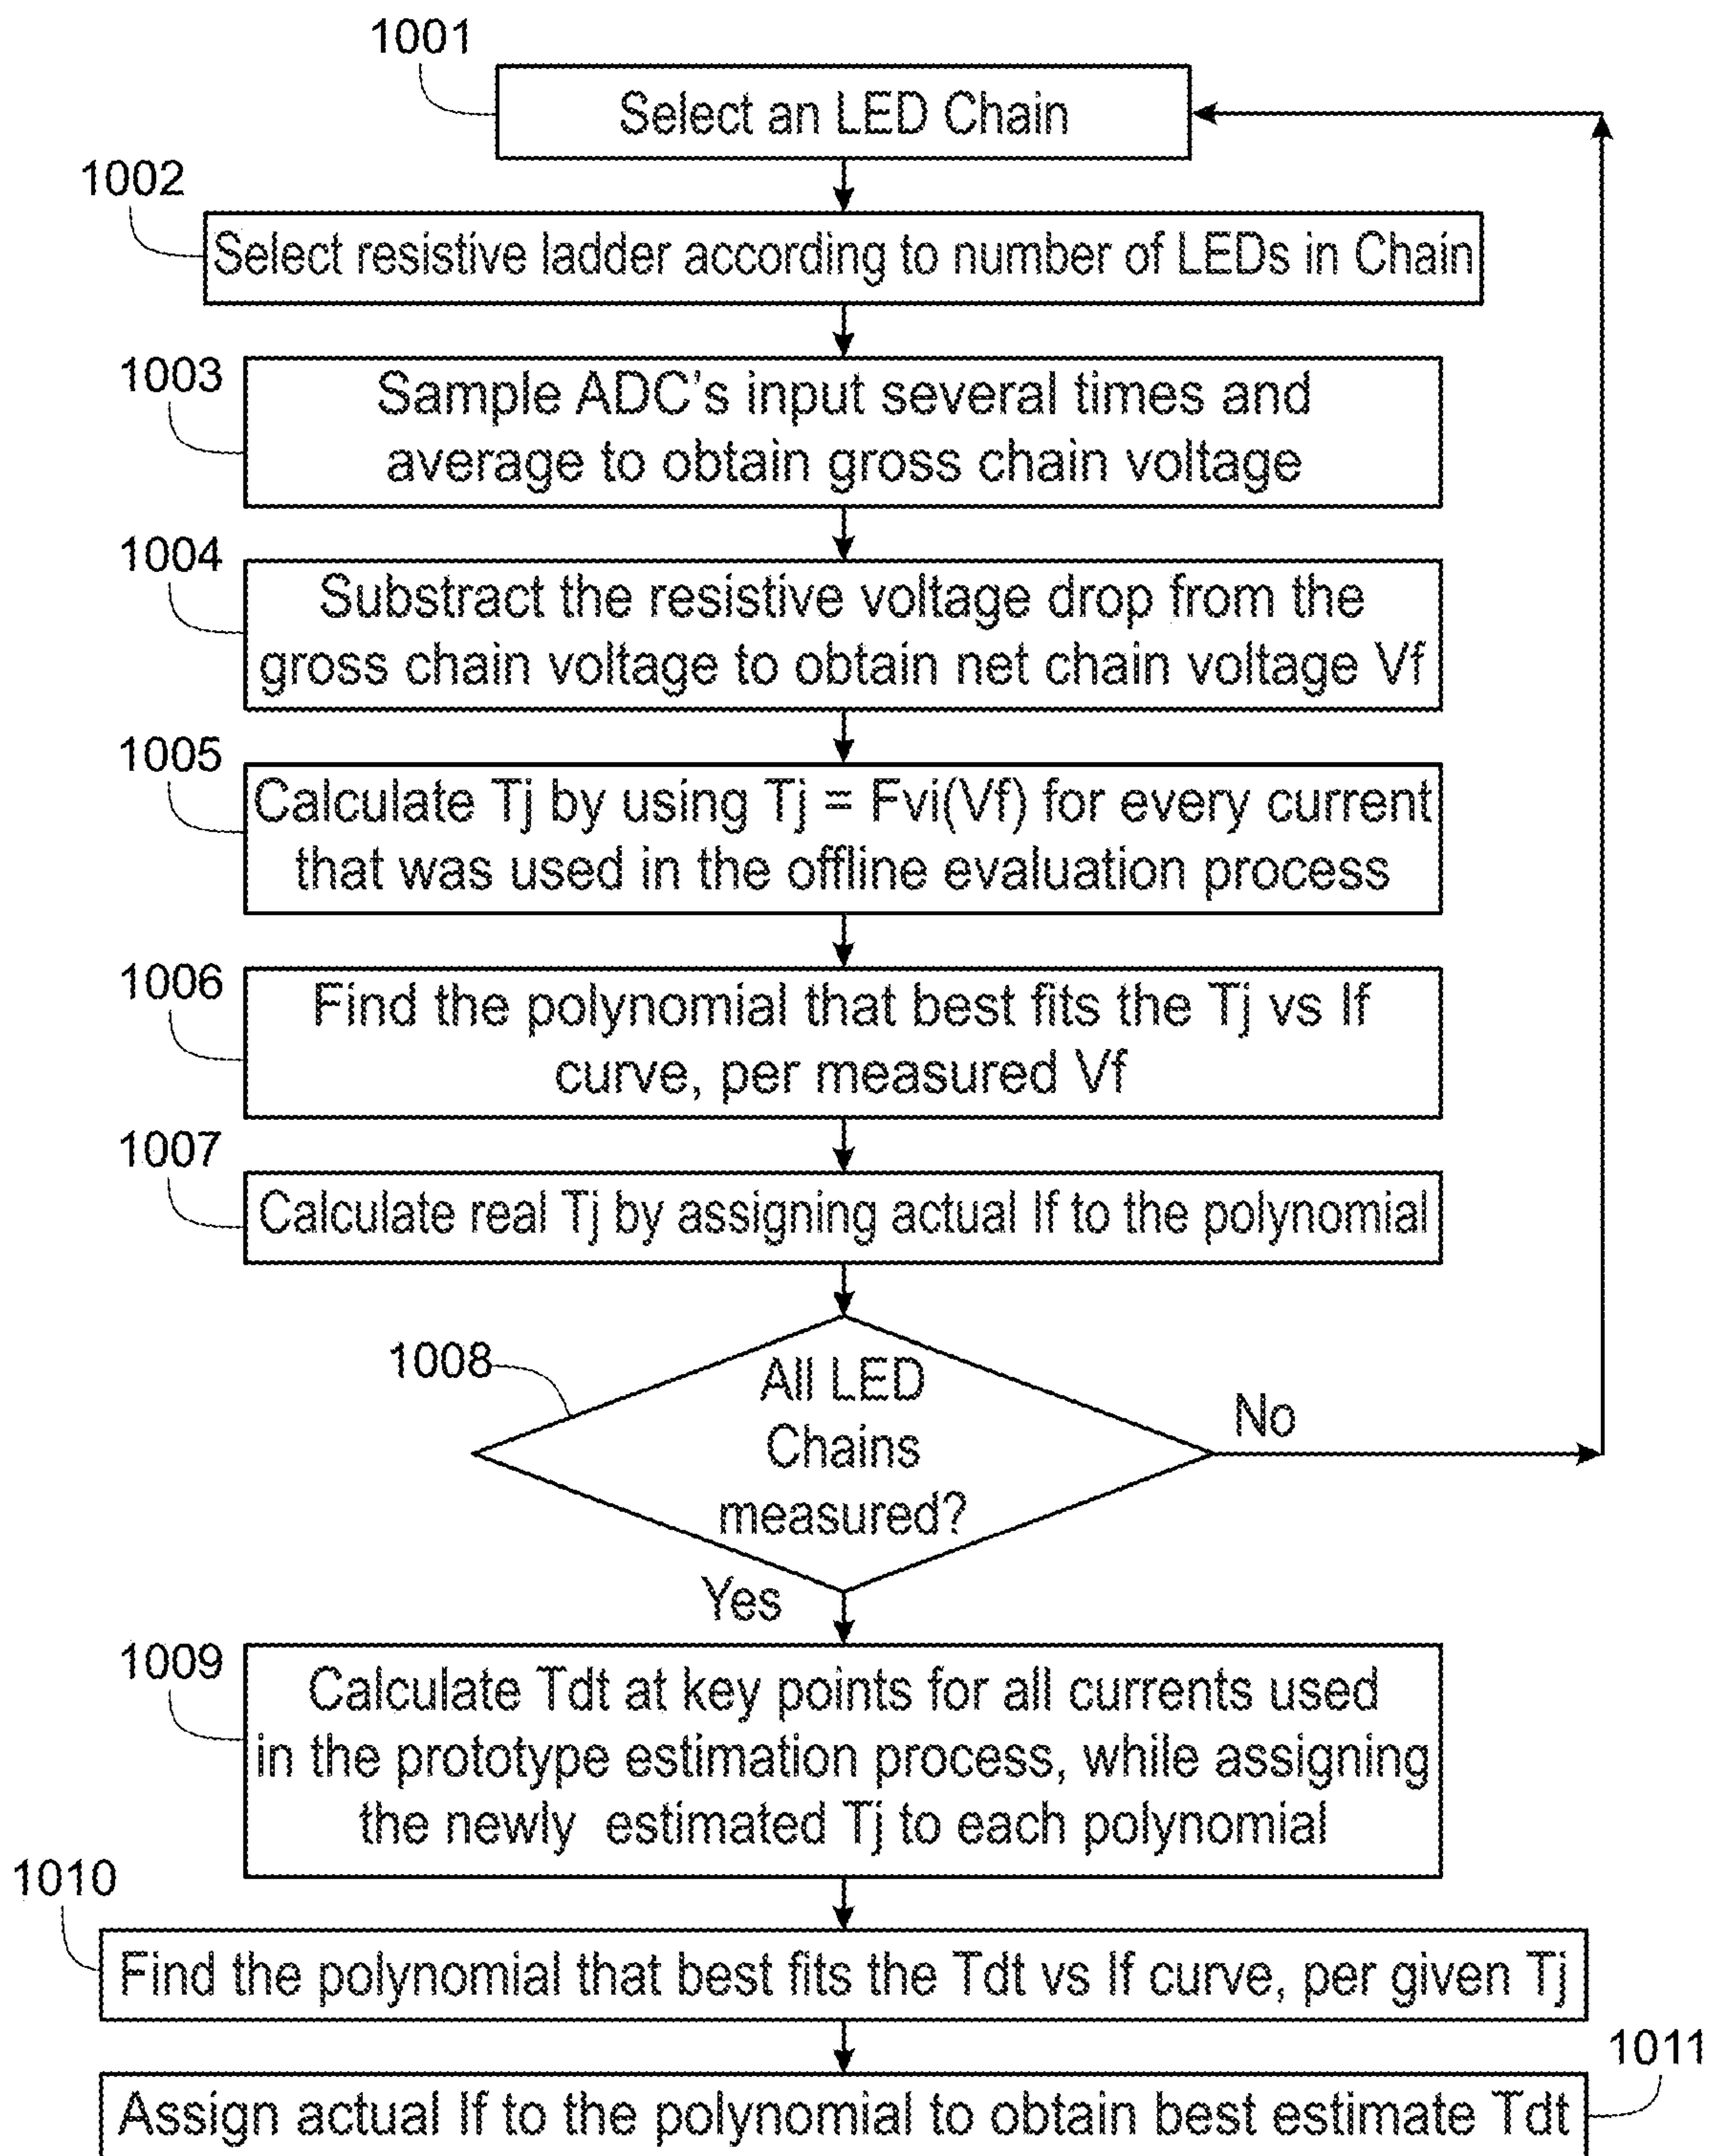 1001
Select an LED Chain
1002
Select resistive ladder according to number of LEDs in Chain
1003
Sample ADC's input several times and
average to obtain gross chain voltage
1004
Substract the resistive voltage drop from the
gross chain voltage to obtain net chain voltage Vf
1005
Calculate Tj by using Tj = Fvi(Vf) for every current
that was used in the offline evaluation process
1006
Find the polynomial that best fits the Tj vs If
curve, per measured Vf
1007
Calculate real Tj by assigning actual If to the polynomial
1008
All LED
Chains
measured?
No
Yes
1009
Calculate Tdt at key points for all currents used
in the prototype estimation process, while assigning
the newly estimated Tj to each polynomial
1010
Find the polynomial that best fits the Tdt vs If curve, per given Tj
1011
Assign actual If to the polynomial to obtain best estimate Tdt